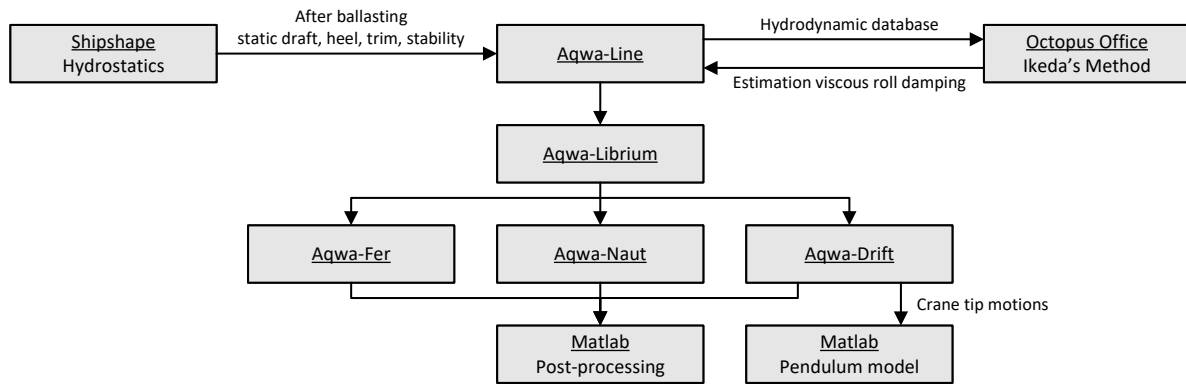 After ballasting
static draft, heel, trim, stability
Hydrodynamic database
Shipshape
Hydrostatics
Aqwa-Line
Octopus Office
Ikeda's Method
Estimation viscous roll damping
Aqwa-Librium
Aqwa-Fer
Aqwa-Naut
Aqwa-Drift
Crane tip motions
Matlab
Post-processing
Matlab
Pendulum model